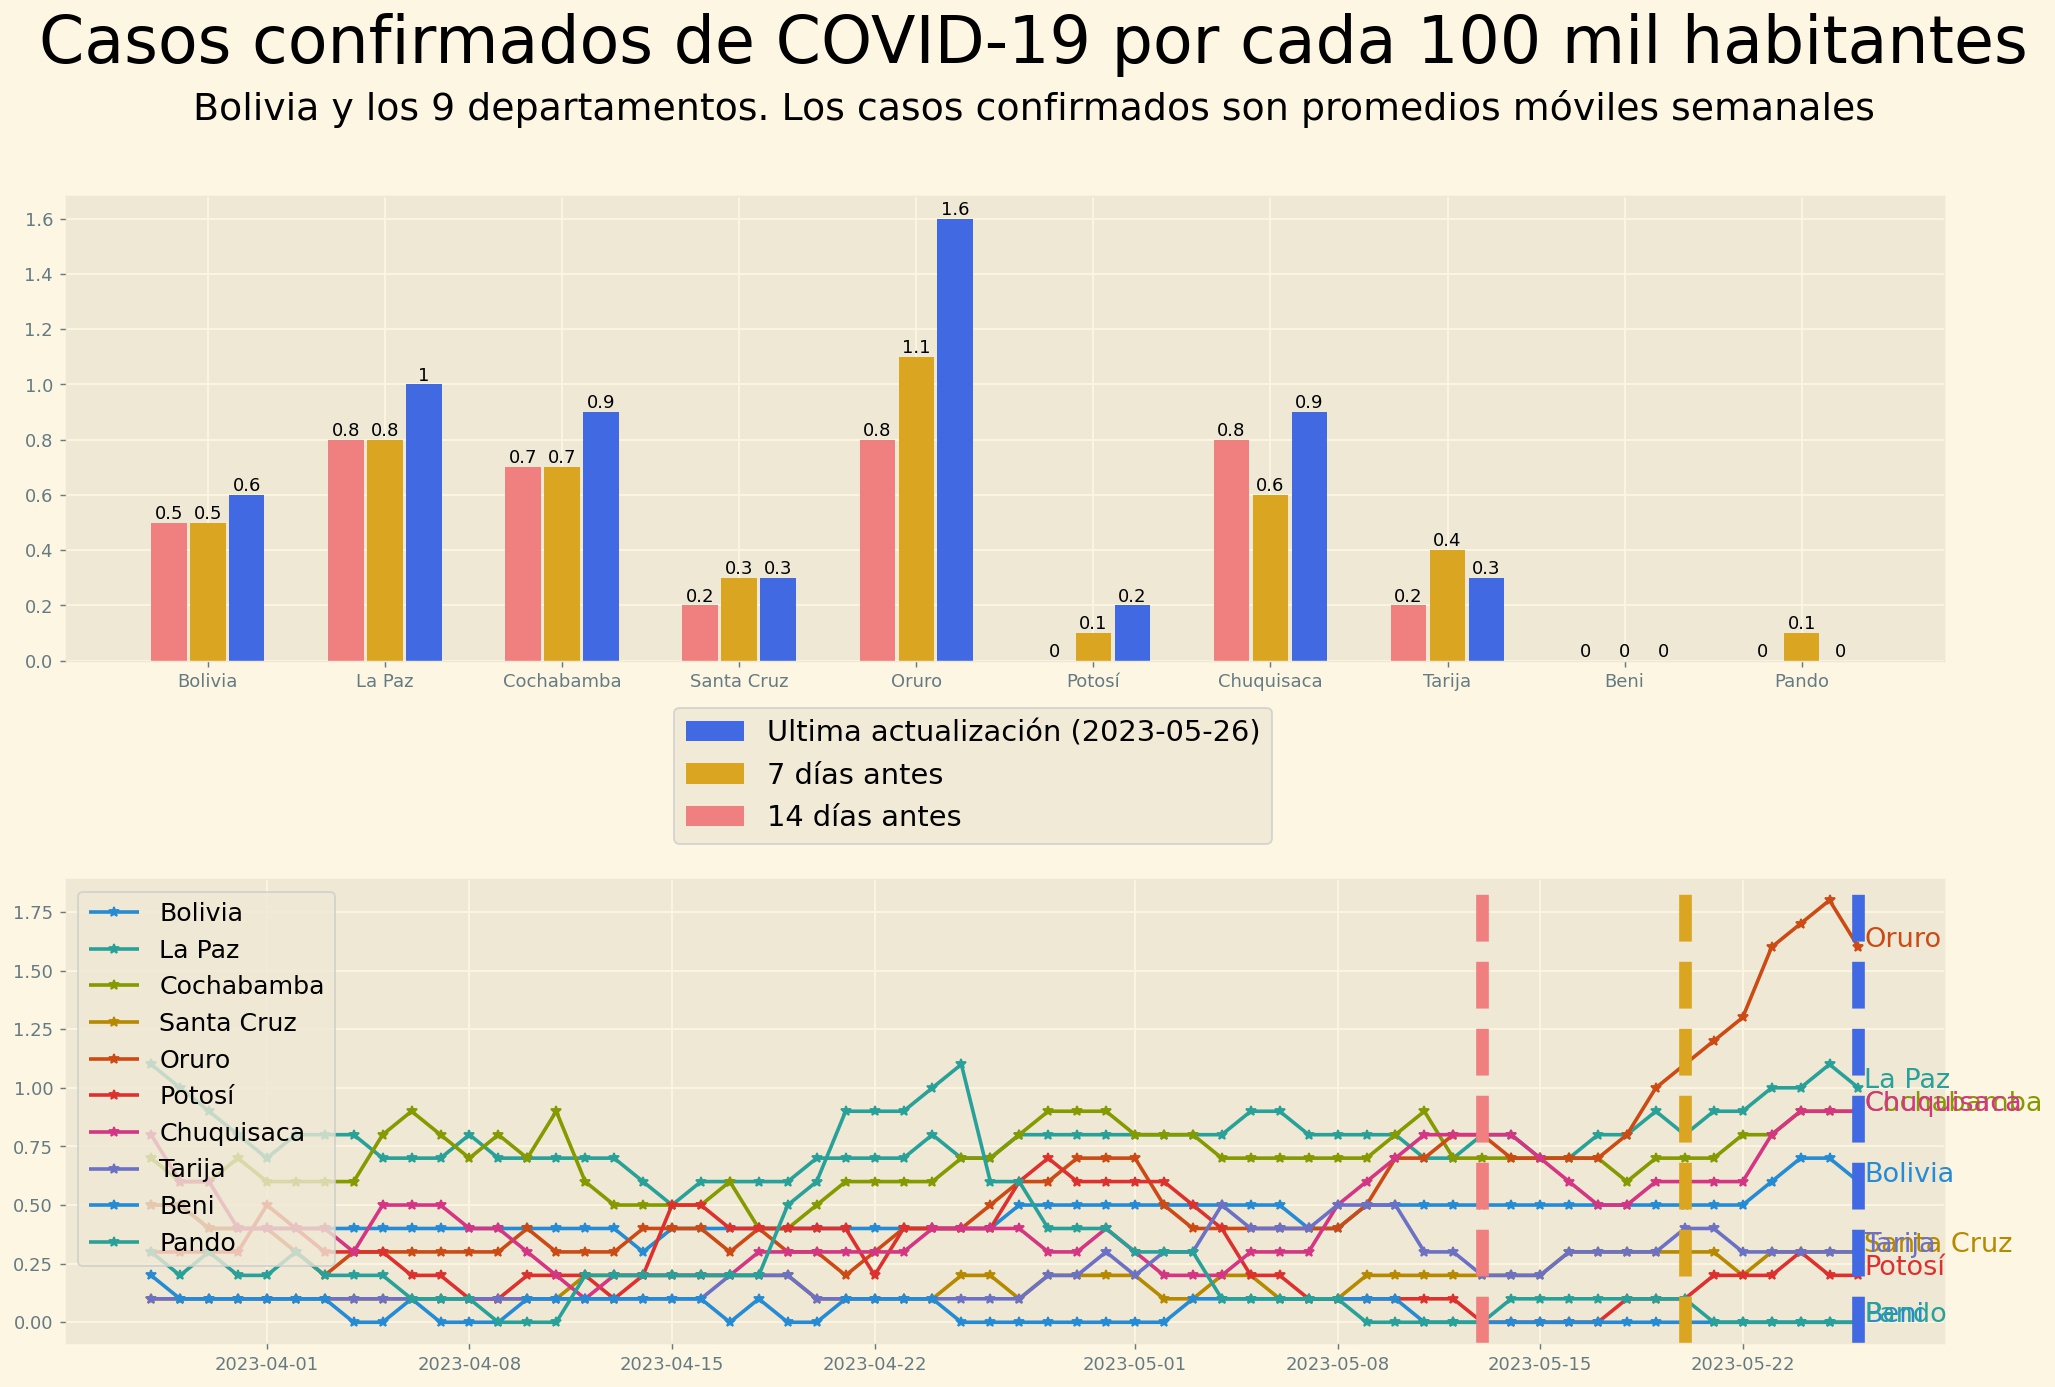 Casos confirmados de COVID-19 por cada 100 mil habitantes
Bolivia y los 9 departamentos. Los casos confirmados son promedios móviles semanales
1.6
1.4
1.2
1.0
0.8
0.6
0.4
0.2
0.0
0.5 0.5 0.6
0.8 0.8 1
0.7 0.7 0.9
0.2 0.3 0.3
0.8 1.1 1.6
0 0.1 0.2
0.8 0.6 0.9
0.2 0.4 0.3
0 0 0
0 0.1 0
Bolivia La Paz Cochabamba Santa Cruz Oruro Potosí Chuquisaca Tarija Beni Pando
Ultima actualización (2023-05-26)
7 días antes
14 días antes
1.75
1.50
1.25
1.00
0.75
0.50
0.25
0.00
Bolivia
La Paz
Cochabamba
Santa Cruz
Oruro
Potosí
Chuquisaca
Tarija
Beni
Pando
Oruro
La Paz
Cochabamba
Chuquisaca
Bolivia
Santa Cruz
Tarija
Potosí
Beni
Pando
2023-04-01 2023-04-08 2023-04-15 2023-04-22 2023-05-01 2023-05-08 2023-05-15 2023-05-22